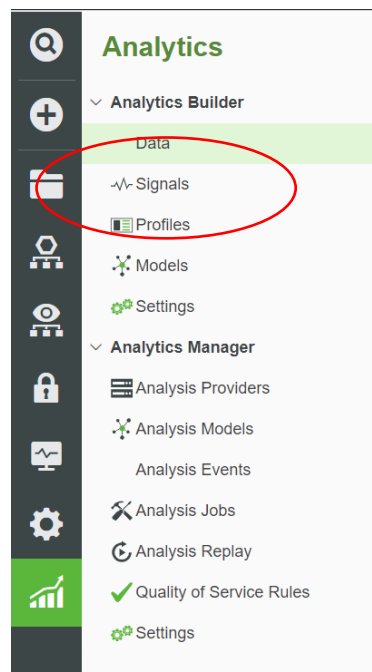 Analytics
Analytics Builder
Data
Signals
Profiles
Models
Settings
Analytics Manager
Analysis Providers
Analysis Models
Analysis Events
Analysis Jobs
Analysis Replay
Quality of Service Rules
Settings